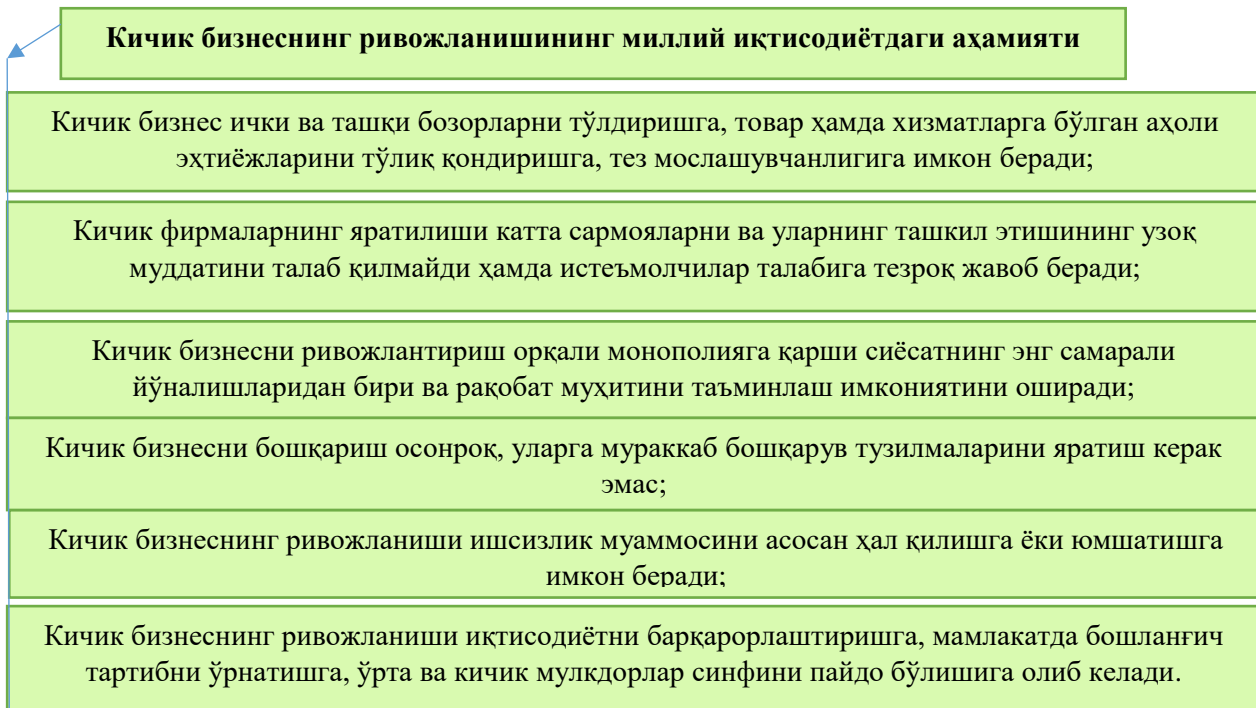 Кичик бизнеснинг ривожланишининг миллий иқтисодиётдаги аҳамияти
Кичик бизнес ички ва ташқи бозорларни тўлдиришга, товар ҳамда хизматларга бўлган аҳоли
эҳтиёжларини тўлиқ қондиришга, тез мослашувчанлигига имкон беради;
Кичик фирмаларнинг яратилиши катта сармояларни ва уларнинг ташкил этишининг узоқ
муддатини талаб қилмайди ҳамда истеъмолчилар талабига тезроқ жавоб беради;
Кичик бизнесни ривожлантириш орқали монополияга қарши сиёсатнинг энг самарали
йўналишларидан бири ва рақобат муҳитини таъминлаш имкониятини оширади;
Кичик бизнесни бошқариш осонроқ, уларга мураккаб бошқарув тузилмаларини яратиш керак
эмас;
Кичик бизнеснинг ривожланиши ишсизлик муаммосини асосан ҳал қилишга ёки юмшатишга
имкон беради;
Кичик бизнеснинг ривожланиши иқтисодиётни барқарорлаштиришга, мамлакатда бошланғич
тартибни ўрнатишга, ўрта ва кичик мулкдорлар синфини пайдо бўлишига олиб келади.